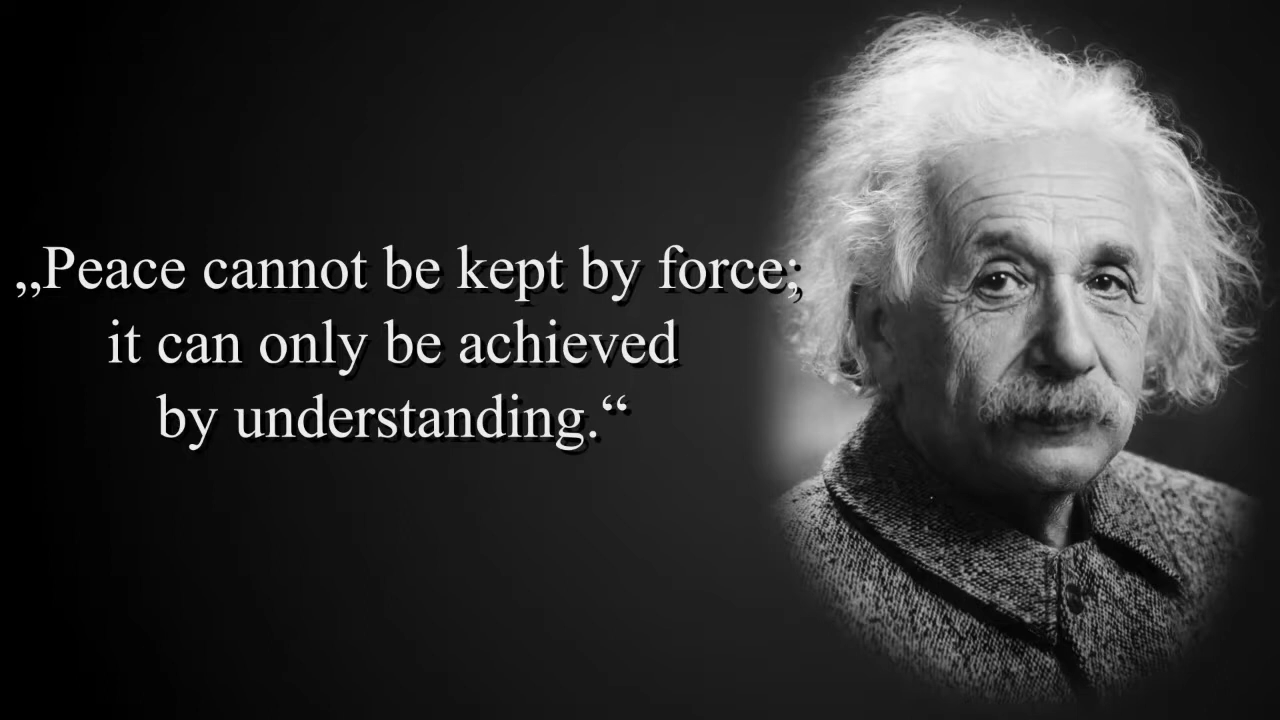 „Peace cannot be kept by force;
it can only be achieved
by understanding.“